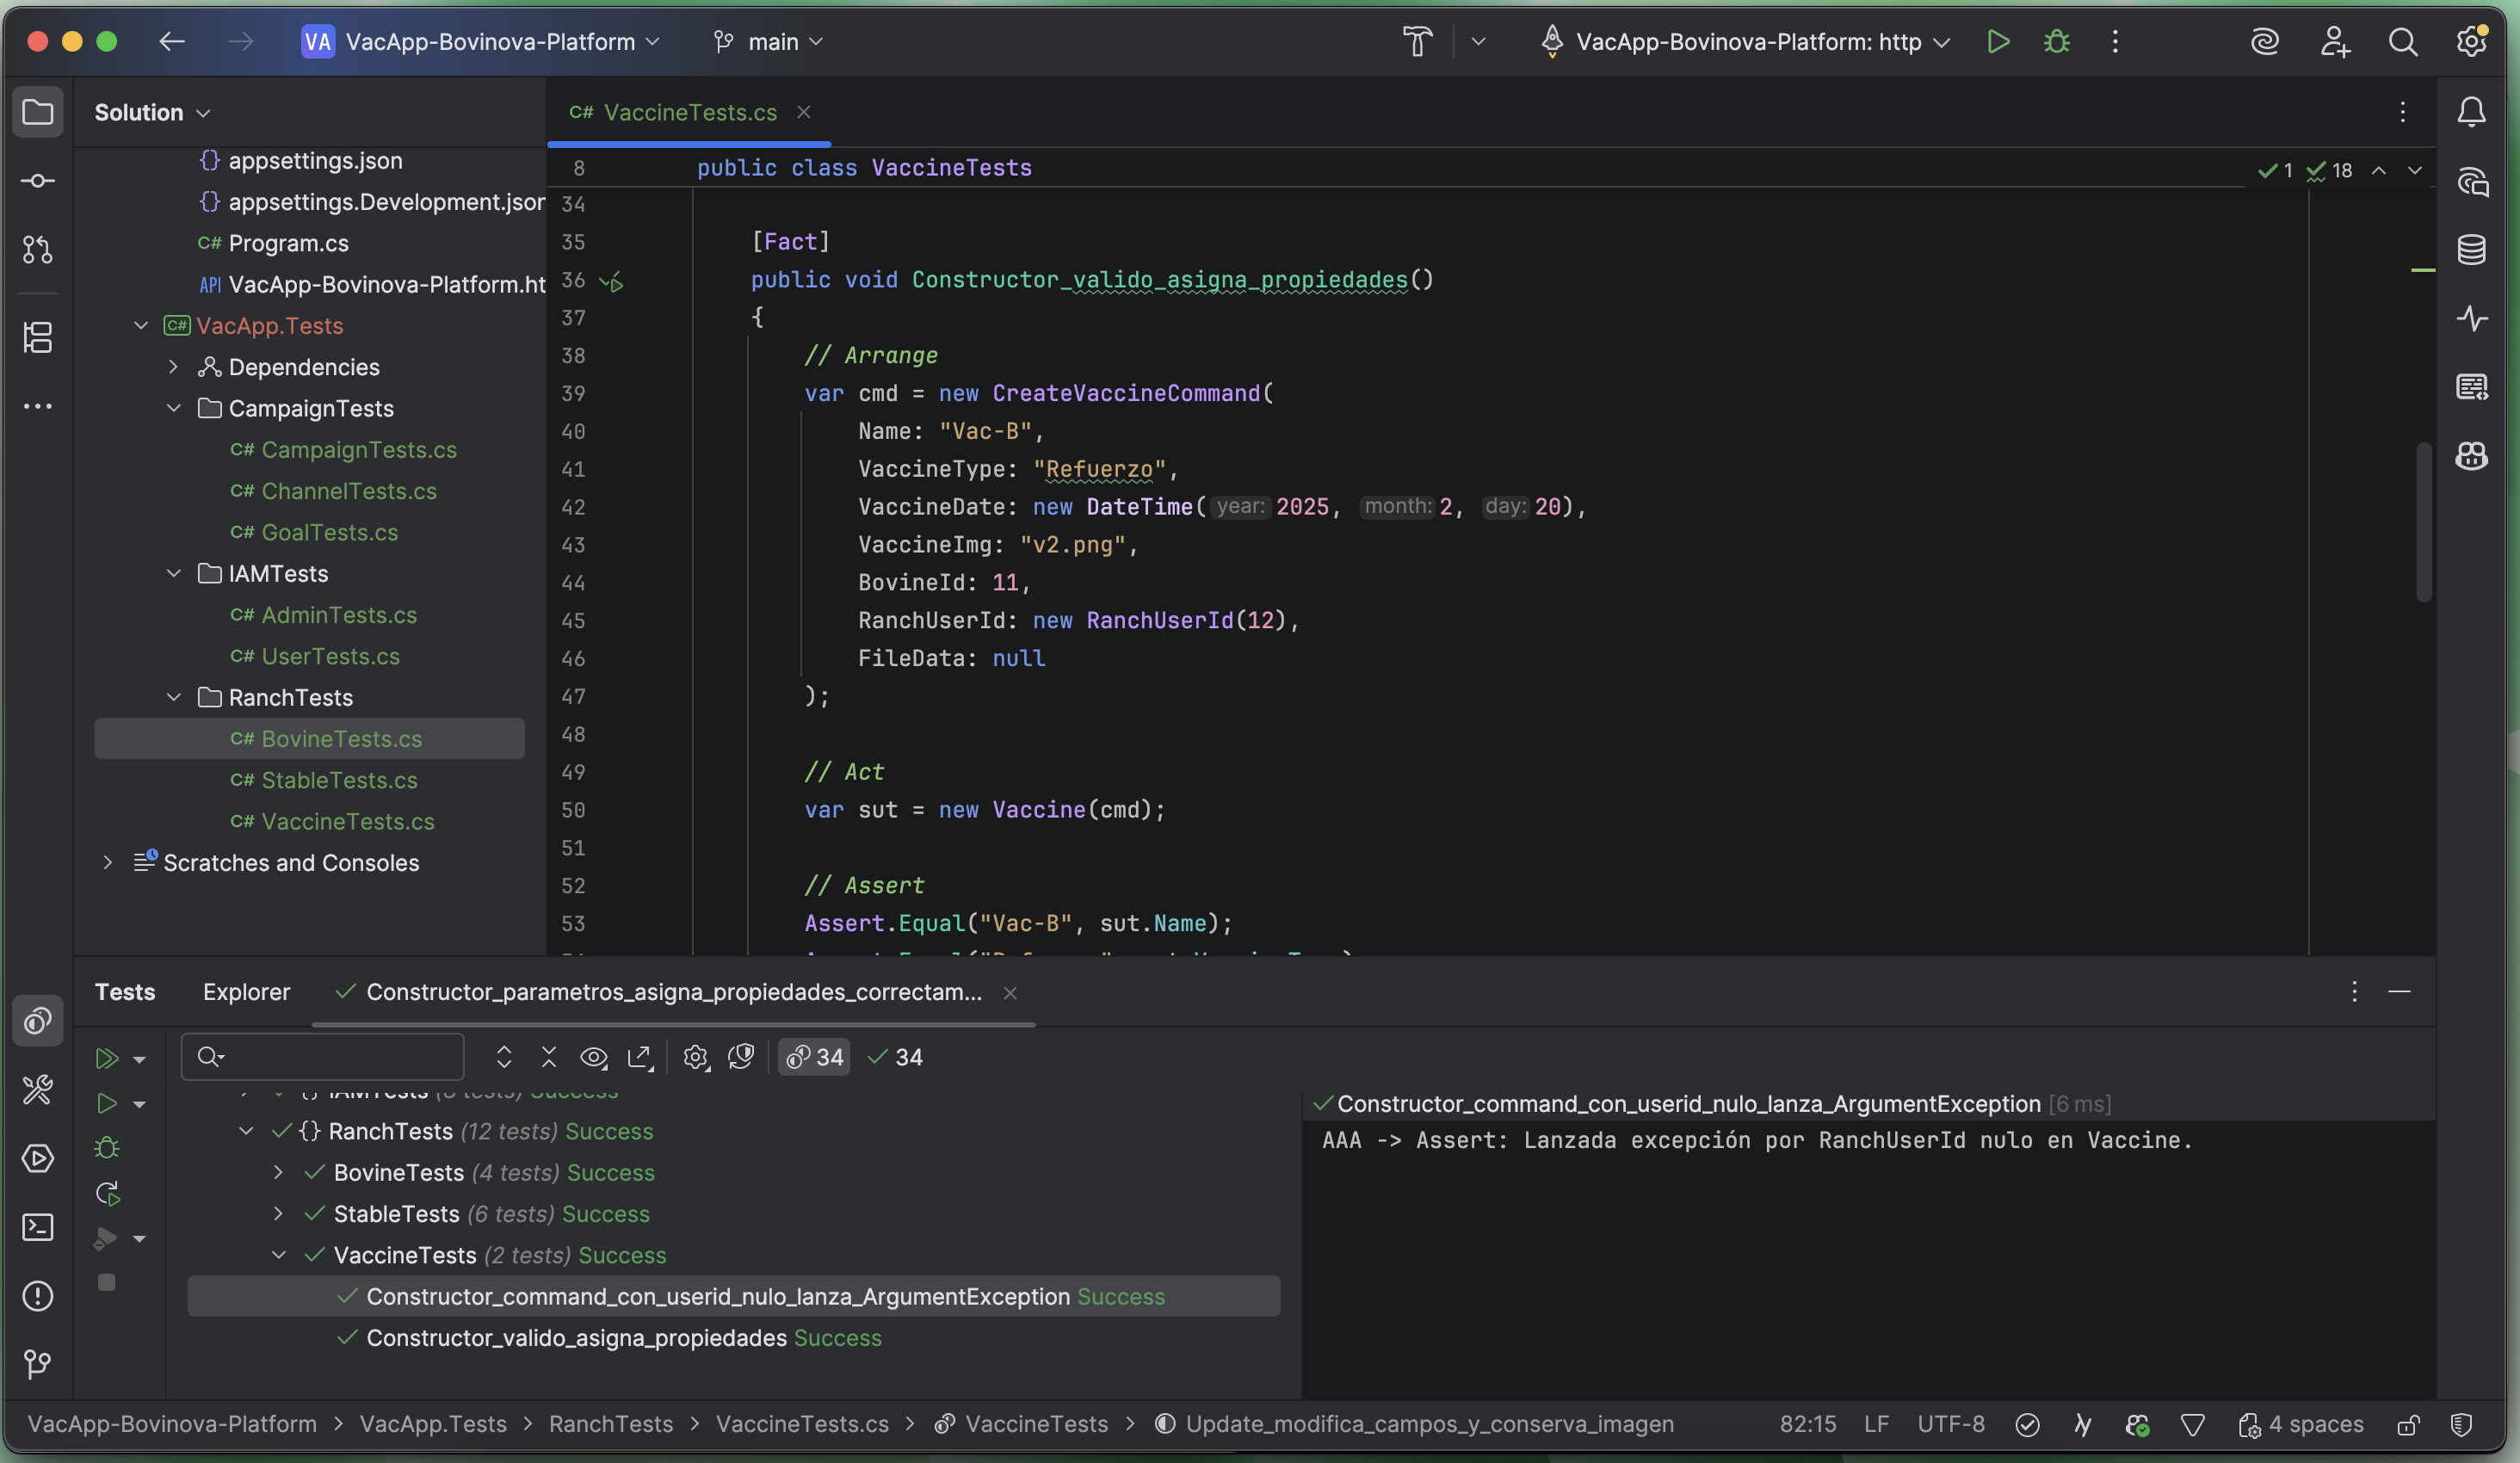 VA VacApp-Bovinova-Platform main VacApp-Bovinova-Platform: http
Solution
appsettings.json
appsettings.Development.json
C# Program.cs
API VacApp-Bovinova-Platform.ht
C# VacApp.Tests
Dependencies
CampaignTests
C# CampaignTests.cs
C# ChannelTests.cs
C# GoalTests.cs
IAMTests
C# AdminTests.cs
C# UserTests.cs
RanchTests
C# BovineTests.cs
C# StableTests.cs
C# VaccineTests.cs
Scratches and Consoles
C# VaccineTests.cs
8 public class VaccineTests
1 18
34
35 [Fact]
36 public void Constructor_valido_asigna_propiedades()
37 {
38 // Arrange
39 var cmd = new CreateVaccineCommand(
40 Name: "Vac-B",
41 VaccineType: "Refuerzo",
42 VaccineDate: new DateTime( year: 2025, month: 2, day: 20),
43 VaccineImg: "v2.png",
44 BovineId: 11,
45 RanchUserId: new RanchUserId(12),
46 FileData: null
47 );
48
49 // Act
50 var sut = new Vaccine(cmd);
51
52 // Assert
53 Assert.Equal("Vac-B", sut.Name);
Tests Explorer Constructor_parametros_asigna_propiedades_correctam...
34 34
IAMTests (8 tests) Success
{} RanchTests (12 tests) Success
BovineTests (4 tests) Success
StableTests (6 tests) Success
VaccineTests (2 tests) Success
Constructor_command_con_userid_nulo_lanza_ArgumentException Success
Constructor_valido_asigna_propiedades Success
Constructor_command_con_userid_nulo_lanza_ArgumentException [6 ms]
AAA -> Assert: Lanzada excepción por RanchUserId nulo en Vaccine.
VacApp-Bovinova-Platform > VacApp.Tests > RanchTests > VaccineTests.cs > VaccineTests > Update_modifica_campos_y_conserva_imagen 82:15 LF UTF-8 4 spaces